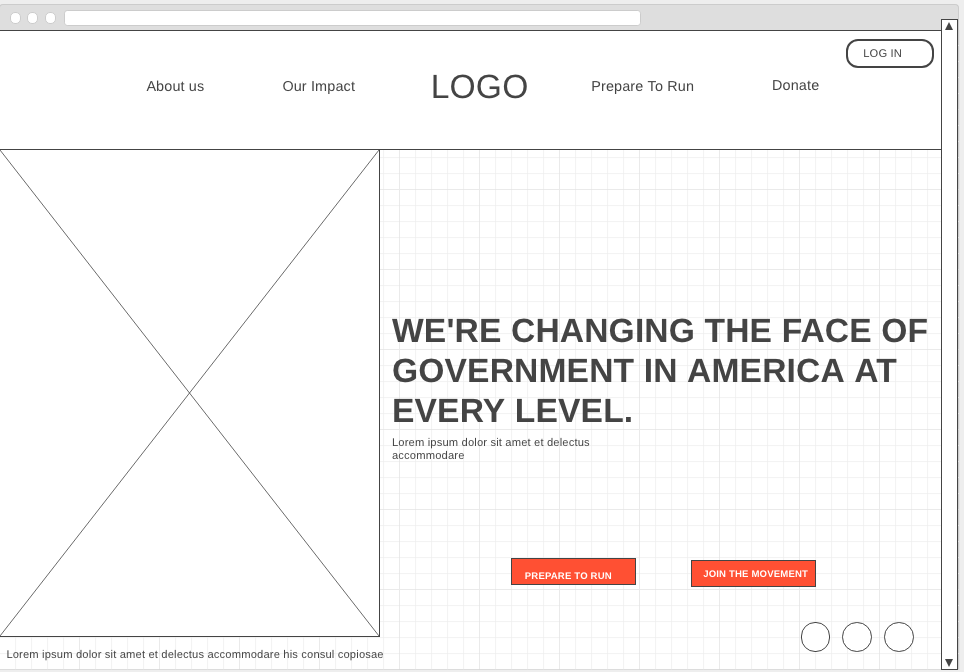 LOG IN
About us
Our Impact
LOGO
Prepare To Run
Donate
WE'RE CHANGING THE FACE OF
GOVERNMENT IN AMERICA AT
EVERY LEVEL.
Lorem ipsum dolor sit amet et delectus
accommodare
PREPARE TO RUN
JOIN THE MOVEMENT
Lorem ipsum dolor sit amet et delectus accommodare his consul copiosae